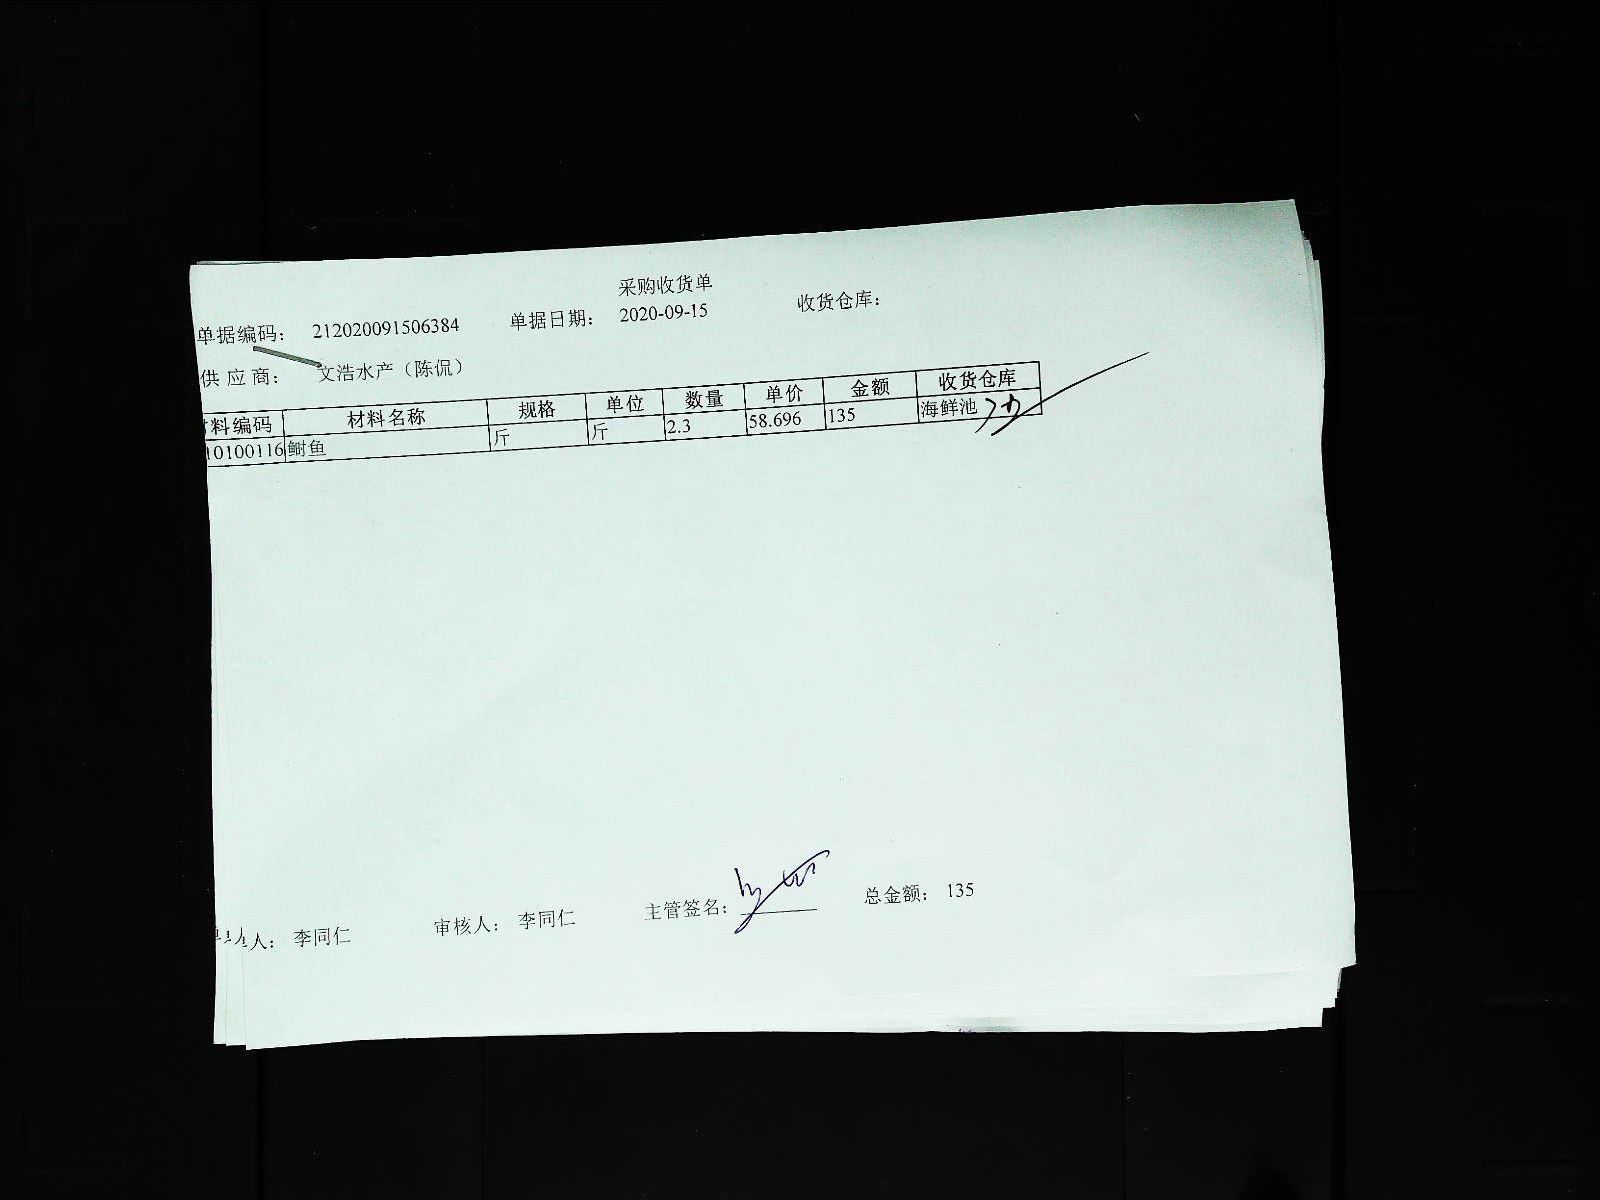 采购收货单
单据编码： 212020091506384 单据日期： 2020-09-15 收货仓库：
供应商： 文浩水产（陈侃）
料编码 材料名称 规格 单位 数量 单价 金额 收货仓库
10100116 鲥鱼 斤 斤 2.3 58.696 135 海鲜池
人： 李同仁 审核人： 李同仁 主管签名： 总金额： 135